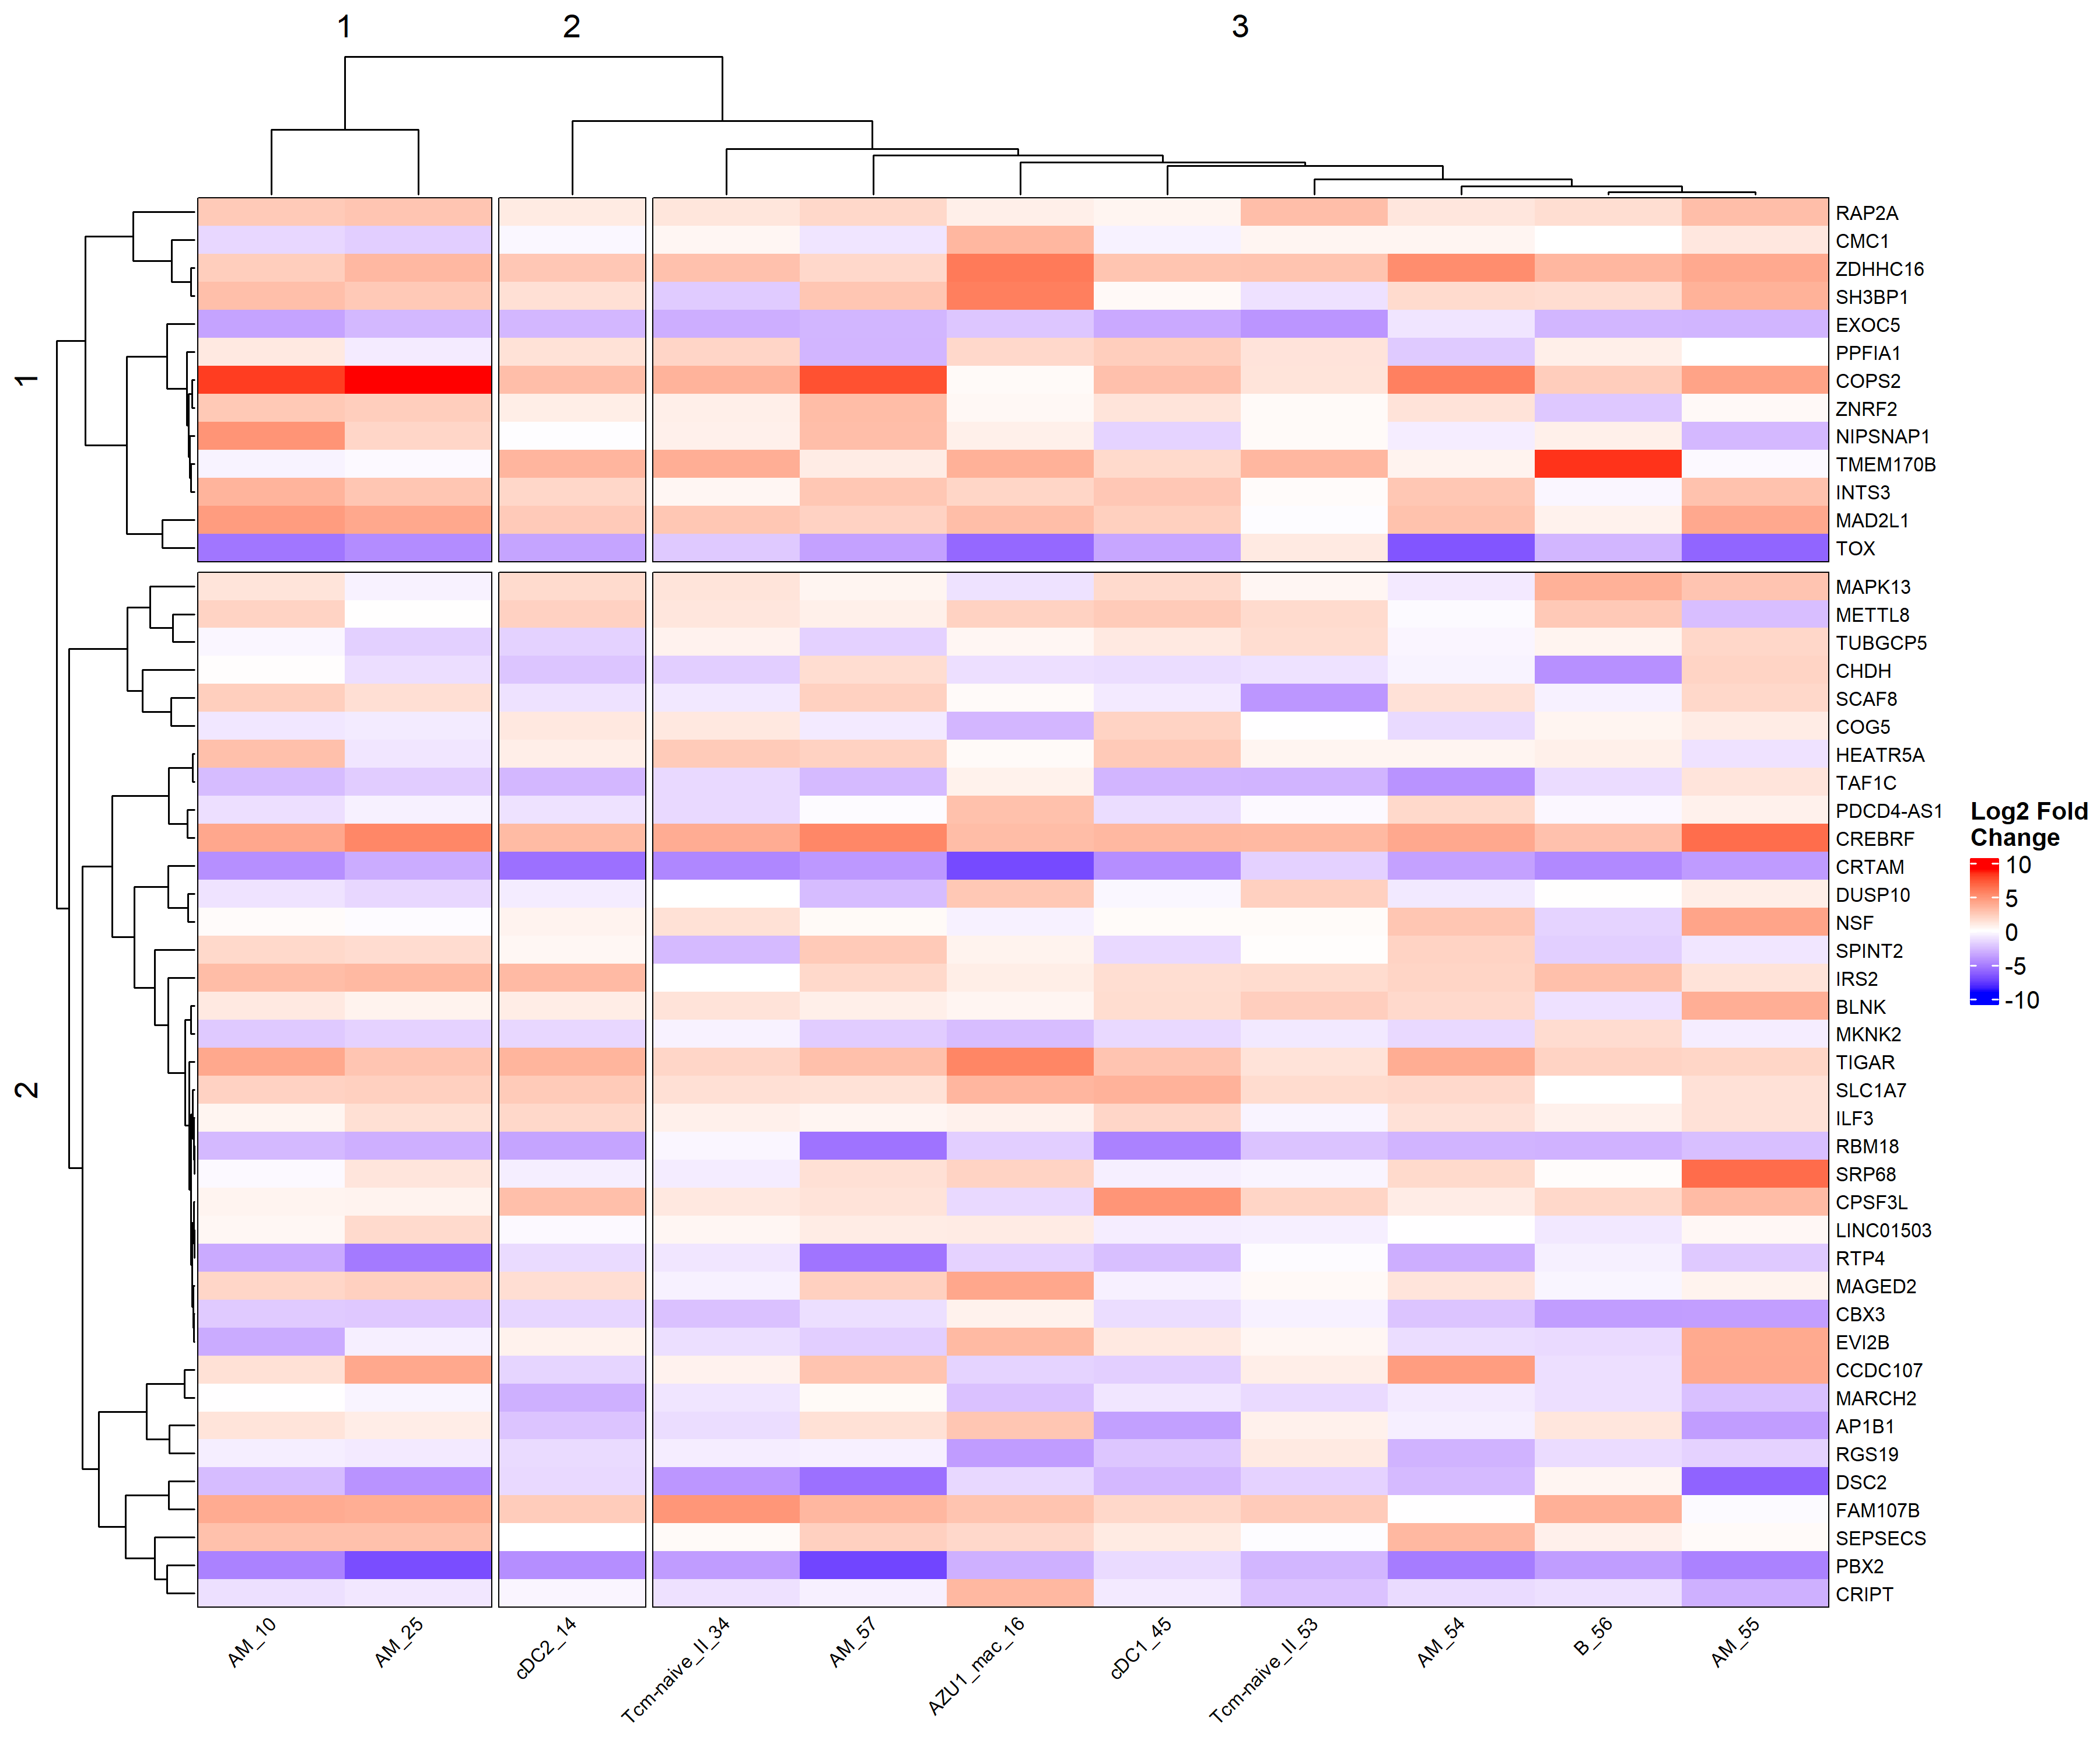 1
2
3
1
2
RAP2A
CMC1
ZDHHC16
SH3BP1
EXOC5
PPFIA1
COPS2
ZNRF2
NIPSNAP1
TMEM170B
INTS3
MAD2L1
TOX
MAPK13
METTL8
TUBGCP5
CHDH
SCAF8
COG5
HEATR5A
TAF1C
PDCD4-AS1
CREBRF
CRTAM
DUSP10
NSF
SPINT2
IRS2
BLNK
MKNK2
TIGAR
SLC1A7
ILF3
RBM18
SRP68
CPSF3L
LINC01503
RTP4
MAGED2
CBX3
EVI2B
CCDC107
MARCH2
AP1B1
RGS19
DSC2
FAM107B
SEPSECS
PBX2
CRIPT
AM_10
AM_25
cDC2_14
Tcm-naive_II_34
AM_57
AZU1_mac_16
cDC1_45
Tcm-naive_II_53
AM_54
B_56
AM_55
Log2 Fold
Change
10
5
0
-5
-10